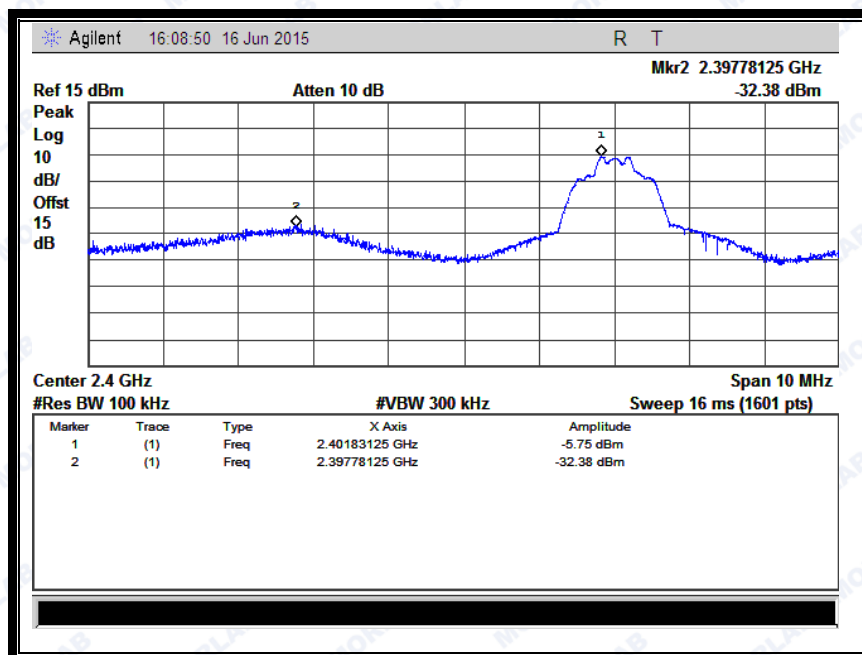 Agilent 16:08:50 16 Jun 2015 R T
Mkr2 2.39778125 GHz
Ref 15 dBm Atten 10 dB -32.38 dBm
Peak
Log
10
dB/
Offst
15
dB
1
2
Center 2.4 GHz Span 10 MHz
#Res BW 100 kHz #VBW 300 kHz Sweep 16 ms (1601 pts)
Marker Trace Type X Axis Amplitude
1 (1) Freq 2.40183125 GHz -5.75 dBm
2 (1) Freq 2.39778125 GHz -32.38 dBm